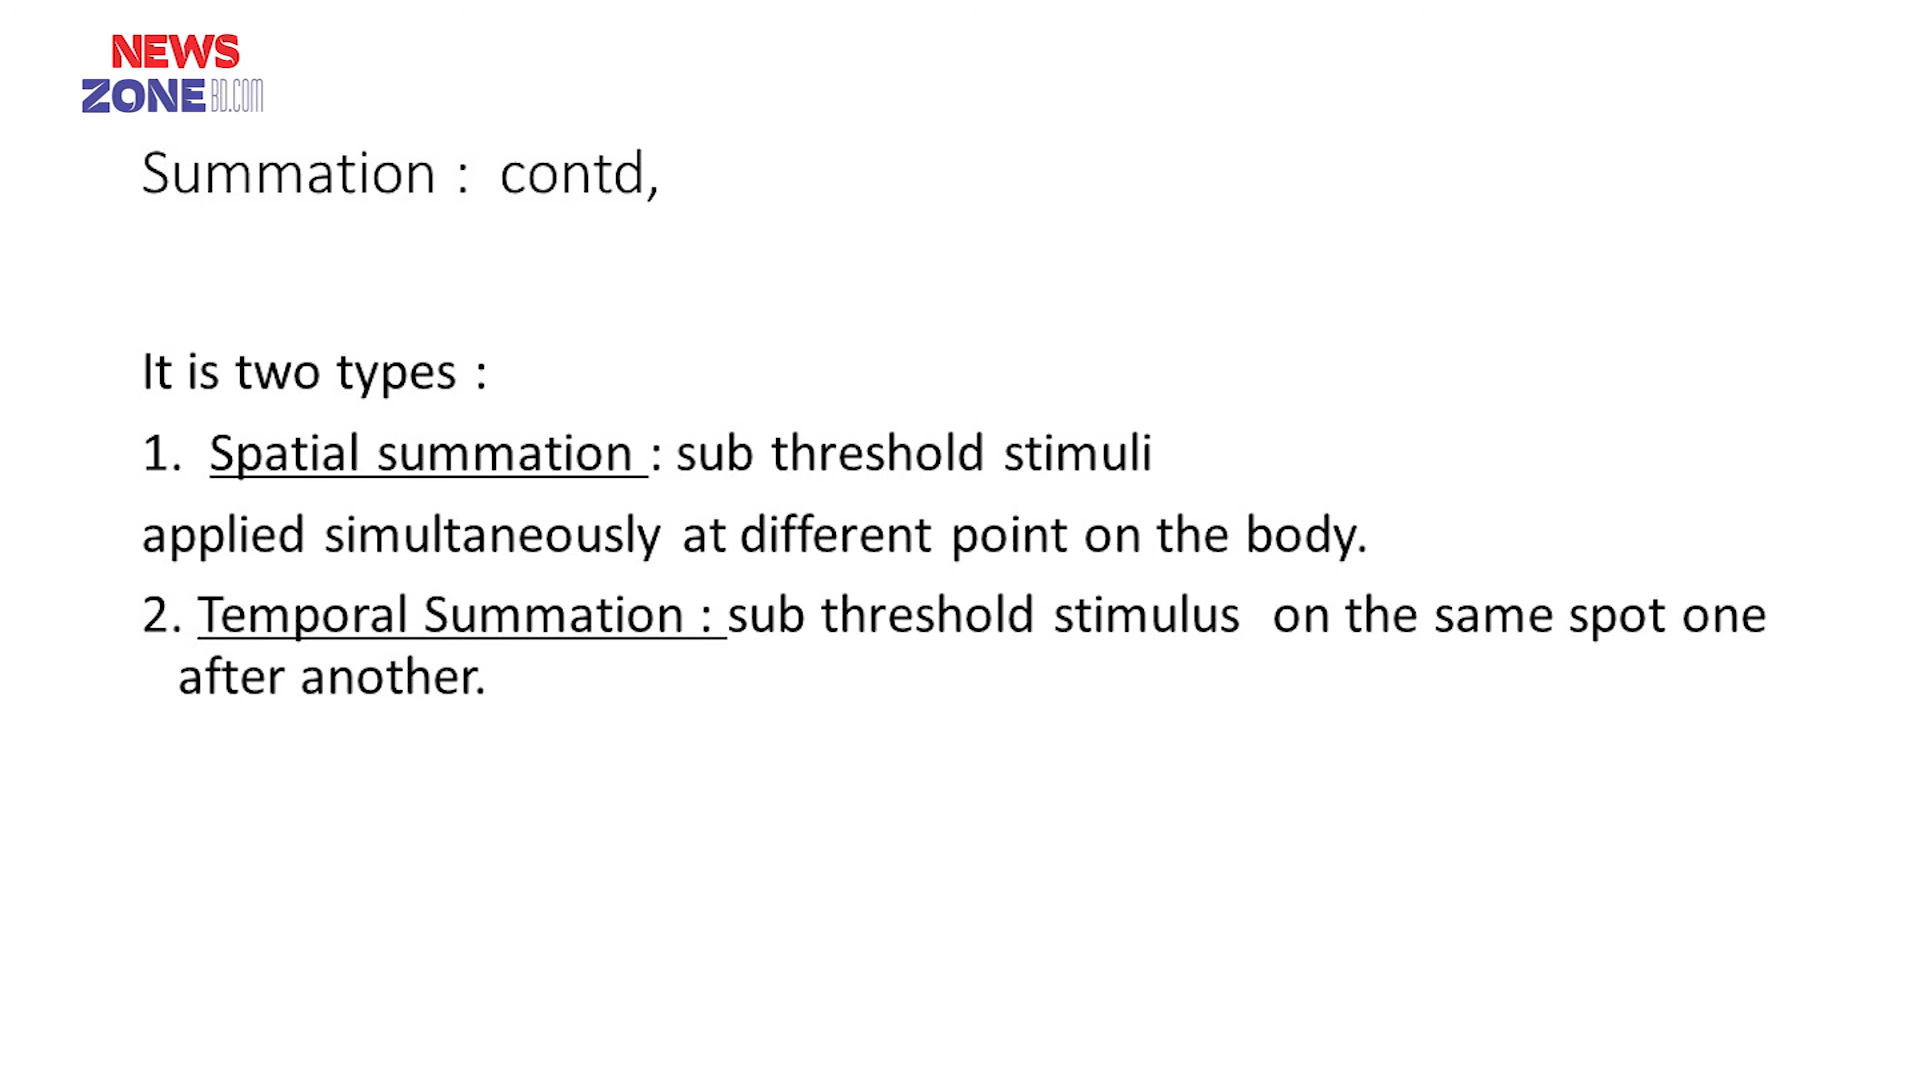 NEWS
ZONE BD.COM
Summation : contd,
It is two types :
1. Spatial summation : sub threshold stimuli
applied simultaneously at different point on the body.
2. Temporal Summation : sub threshold stimulus on the same spot one
after another.